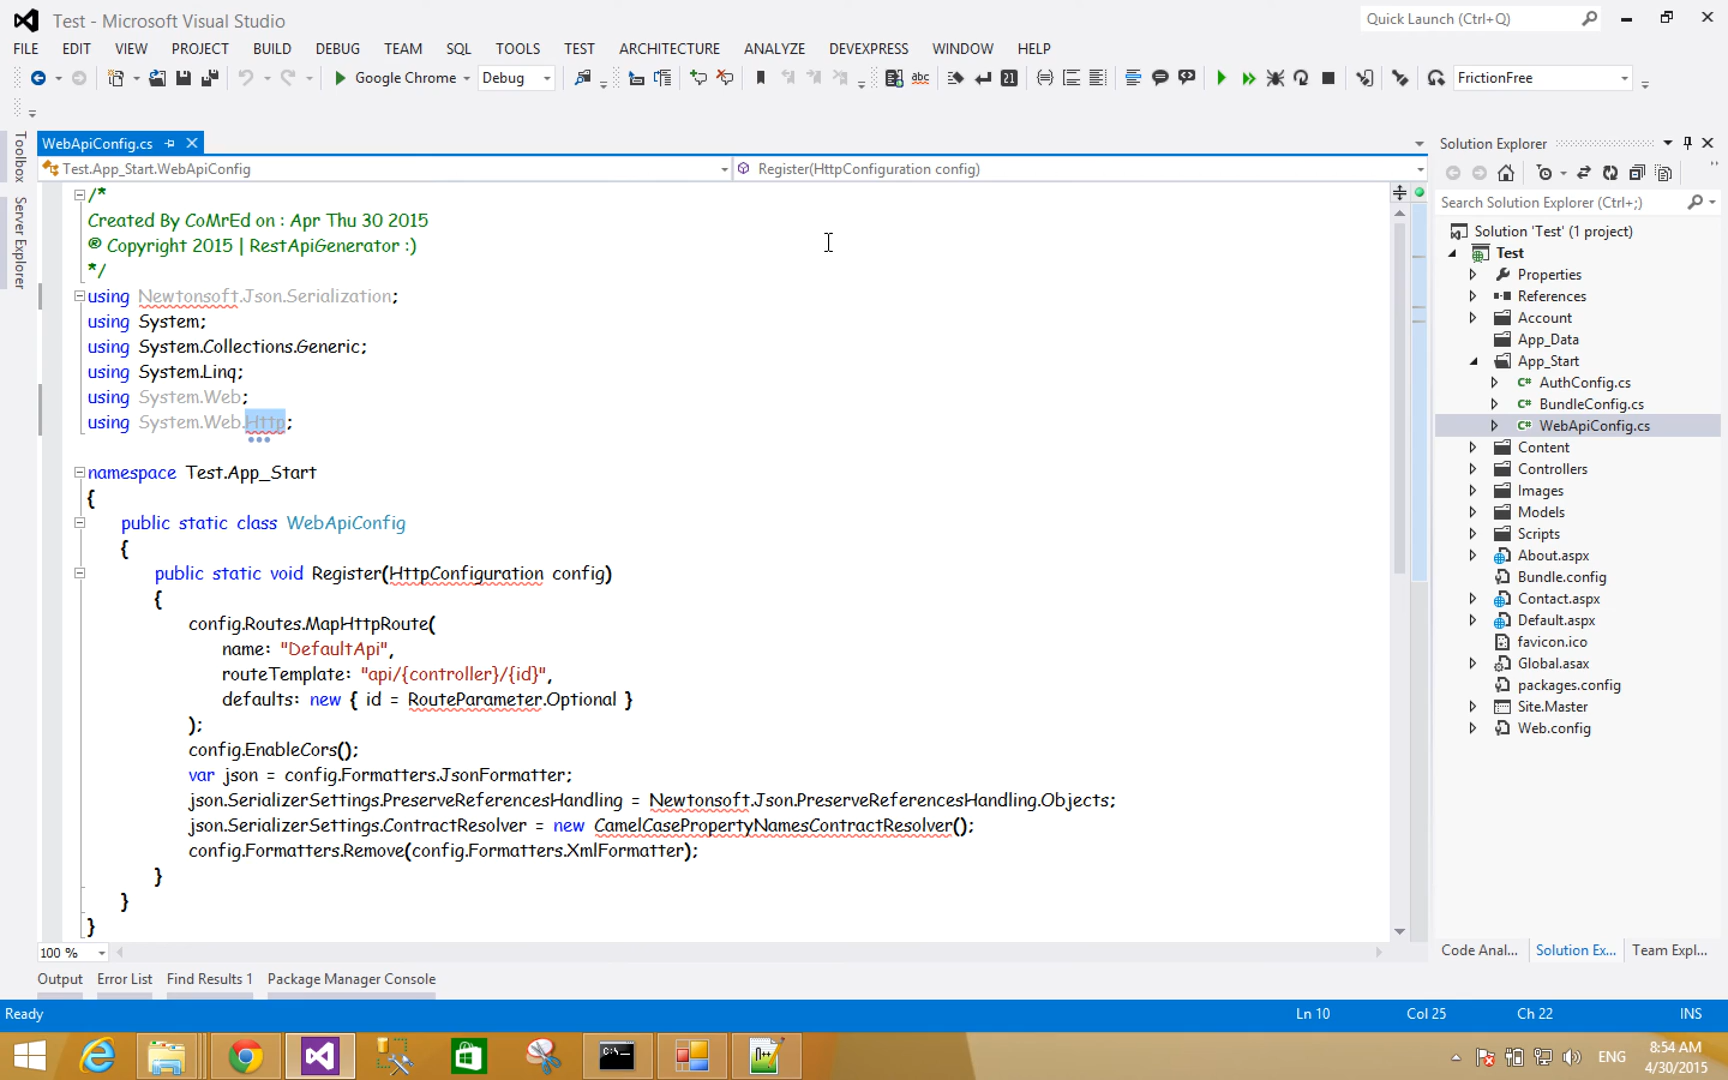 Test - Microsoft Visual Studio
Quick Launch (Ctrl+Q)
FILE EDIT VIEW PROJECT BUILD DEBUG TEAM SQL TOOLS TEST ARCHITECTURE ANALYZE DEVEXPRESS WINDOW HELP
Google Chrome Debug FrictionFree
Toolbox
Server Explorer
WebApiConfig.cs
Test.App_Start.WebApiConfig
Register(HttpConfiguration config)
/*
Created By CoMrEd on : Apr Thu 30 2015
® Copyright 2015 | RestApiGenerator :)
*/
using Newtonsoft.Json.Serialization;
using System;
using System.Collections.Generic;
using System.Linq;
using System.Web;
using System.Web.Http;
namespace Test.App_Start
{
public static class WebApiConfig
{
public static void Register(HttpConfiguration config)
{
config.Routes.MapHttpRoute(
name: "DefaultApi",
routeTemplate: "api/{controller}/{id}",
defaults: new { id = RouteParameter.Optional }
);
config.EnableCors();
var json = config.Formatters.JsonFormatter;
json.SerializerSettings.PreserveReferencesHandling = Newtonsoft.Json.PreserveReferencesHandling.Objects;
json.SerializerSettings.ContractResolver = new CamelCasePropertyNamesContractResolver();
config.Formatters.Remove(config.Formatters.XmlFormatter);
}
}
}
100 %
Solution Explorer
Search Solution Explorer (Ctrl+;)
Solution 'Test' (1 project)
Test
Properties
References
Account
App_Data
App_Start
AuthConfig.cs
BundleConfig.cs
WebApiConfig.cs
Content
Controllers
Images
Models
Scripts
About.aspx
Bundle.config
Contact.aspx
Default.aspx
favicon.ico
Global.asax
packages.config
Site.Master
Web.config
Code Anal... Solution Ex... Team Expl...
Output Error List Find Results 1 Package Manager Console
Ready Ln 10 Col 25 Ch 22 INS
ENG
8:54 AM
4/30/2015